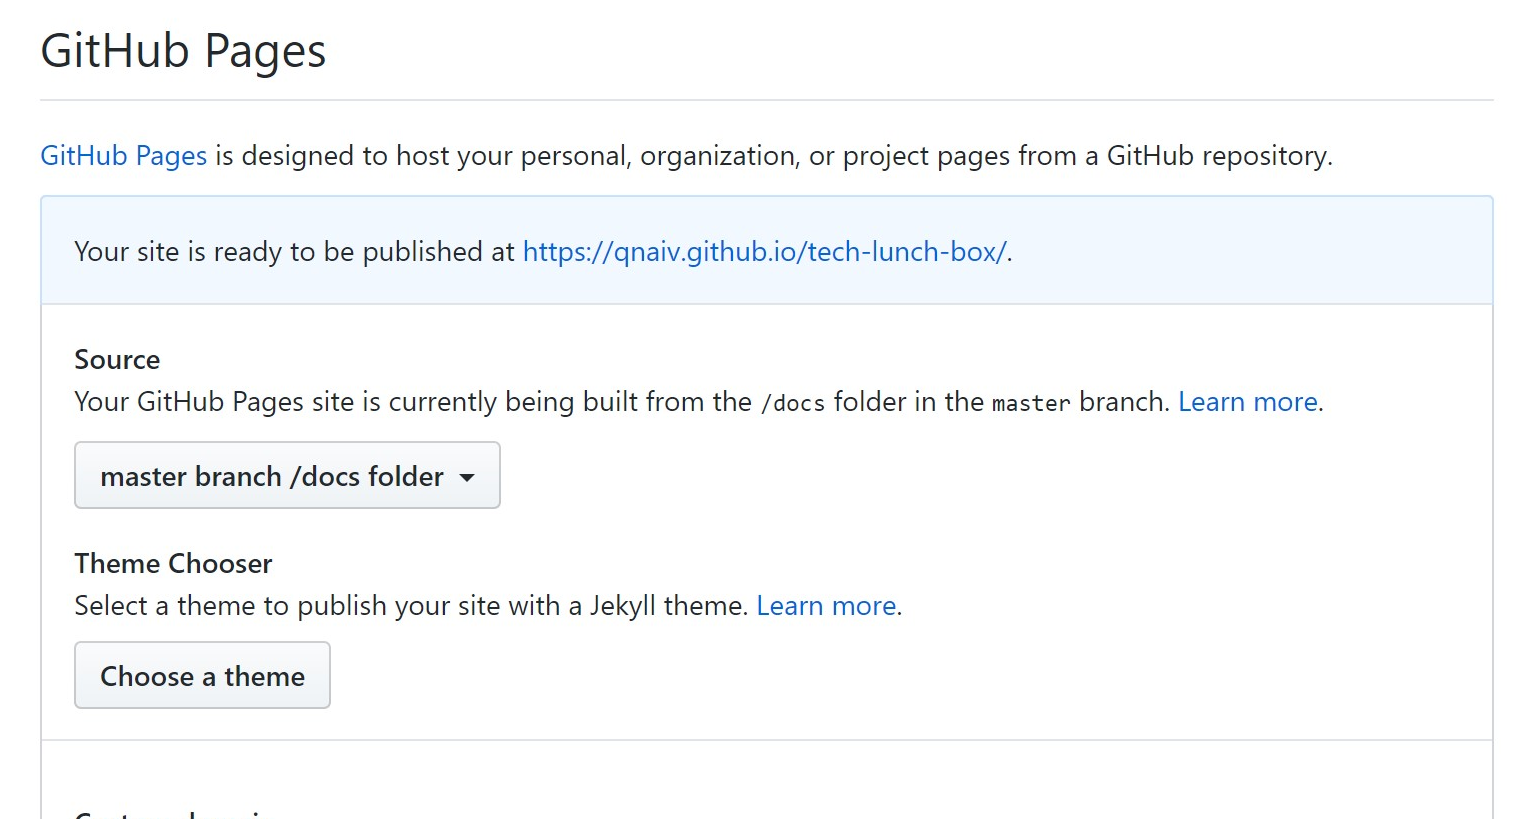 GitHub Pages
GitHub Pages is designed to host your personal, organization, or project pages from a GitHub repository.
Your site is ready to be published at https://qnaiv.github.io/tech-lunch-box/.
Source
Your GitHub Pages site is currently being built from the /docs folder in the master branch. Learn more.
master branch /docs folder
Theme Chooser
Select a theme to publish your site with a Jekyll theme. Learn more.
Choose a theme